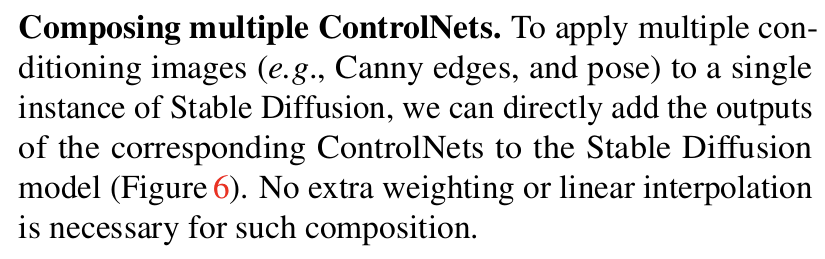 Composing multiple ControlNets. To apply multiple con-
ditioning images (e.g., Canny edges, and pose) to a single
instance of Stable Diffusion, we can directly add the outputs
of the corresponding ControlNets to the Stable Diffusion
model (Figure 6). No extra weighting or linear interpolation
is necessary for such composition.